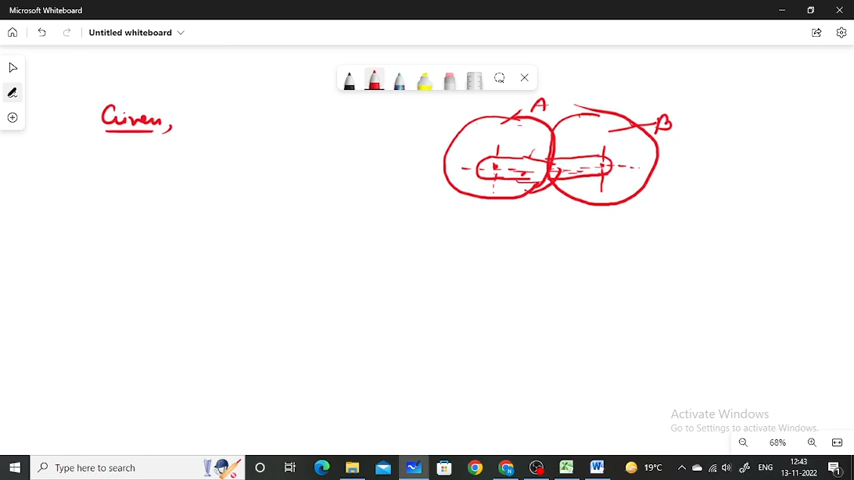 Microsoft Whiteboard
Untitled whiteboard
Given,
A
B
Activate Windows
Go to Settings to activate Windows.
68%
Type here to search
19°C
ENG
12:43
13-11-2022
1